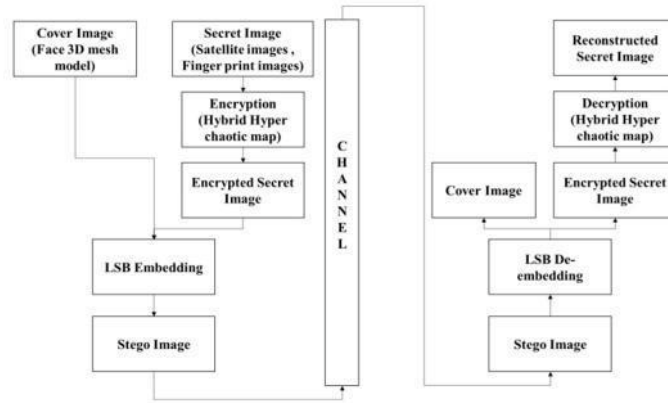 Cover Image
(Face 3D mesh
model)
Secret Image
(Satellite images ,
Finger print images)
Encryption
(Hybrid Hyper
chaotic map)
Encrypted Secret
Image
LSB Embedding
Stego Image
C
H
A
N
N
E
L
Reconstructed
Secret Image
Decryption
(Hybrid Hyper
chaotic map)
Cover Image
Encrypted Secret
Image
LSB De-
embedding
Stego Image